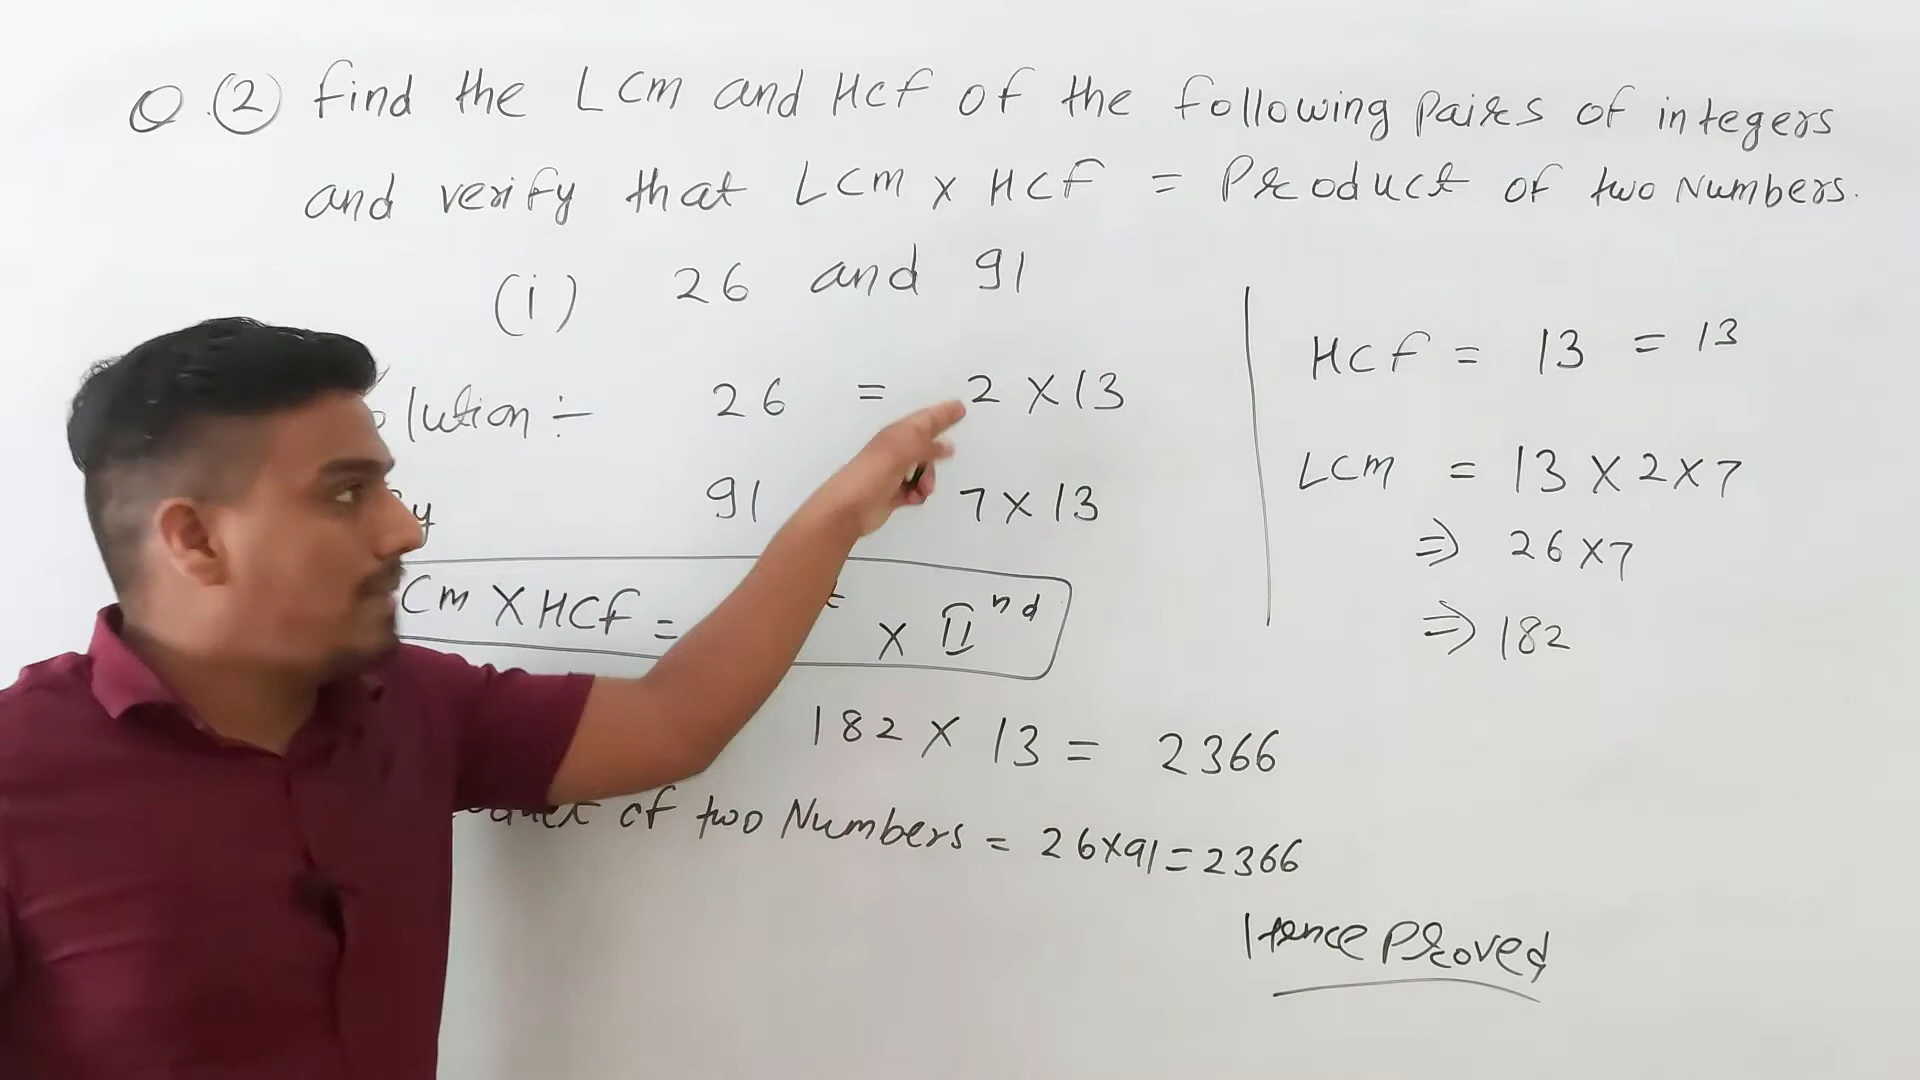 Q.(2) find the LCM and HCF of the following pairs of integers
and verify that LCM x HCF = Product of two Numbers.
(i) 26 and 91
HCF = 13 = 13
lution :- 26 = 2 X 13
LCM = 13 X 2 X 7
y 91 7 X 13
⇒ 26 X 7
Cm X HCF = X IInd
⇒ 182
182 X 13 = 2366
of two Numbers = 26X91 = 2366
Hence Proved